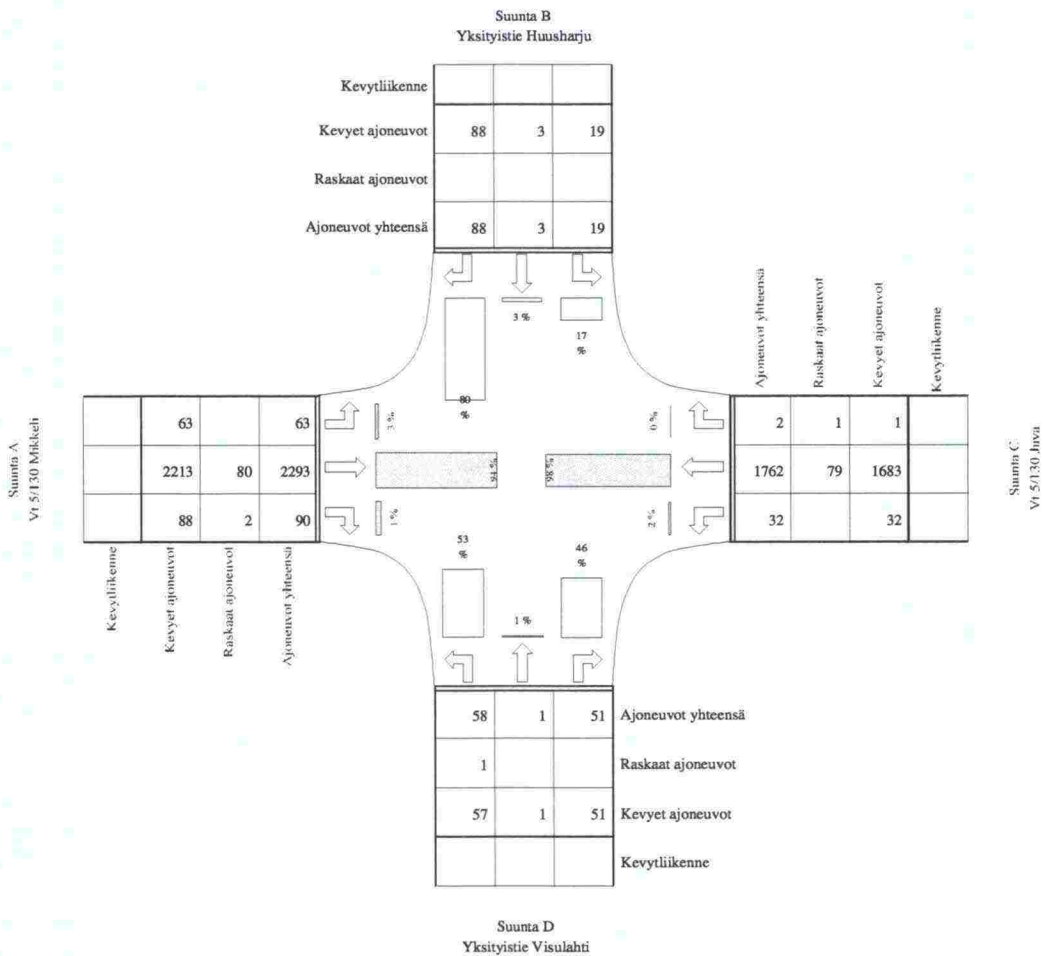 Suunta B
Yksityistie Huusharju
Kevytliikenne
Kevyet ajoneuvot 88 3 19
Raskaat ajoneuvot
Ajoneuvot yhteensä 88 3 19
3 %
17
%
80
%
Ajoneuvot yhteensä
Raskaat ajoneuvot
Kevyet ajoneuvot
Kevytliikenne
Suunta A
Vt 5/130 Mikkeli
63 63
2213 80 2293
88 2 90
Kevytliikenne
Kevyet ajoneuvot
Raskaat ajoneuvot
Ajoneuvot yhteensä
3 %
94 %
1 %
0 %
98 %
2 %
2 1 1
1762 79 1683
32 32
Suunta C
Vt 5/130 Juva
53
%
46
%
1 %
58 1 51 Ajoneuvot yhteensä
1 Raskaat ajoneuvot
57 1 51 Kevyet ajoneuvot
Kevytliikenne
Suunta D
Yksityistie Visulahti